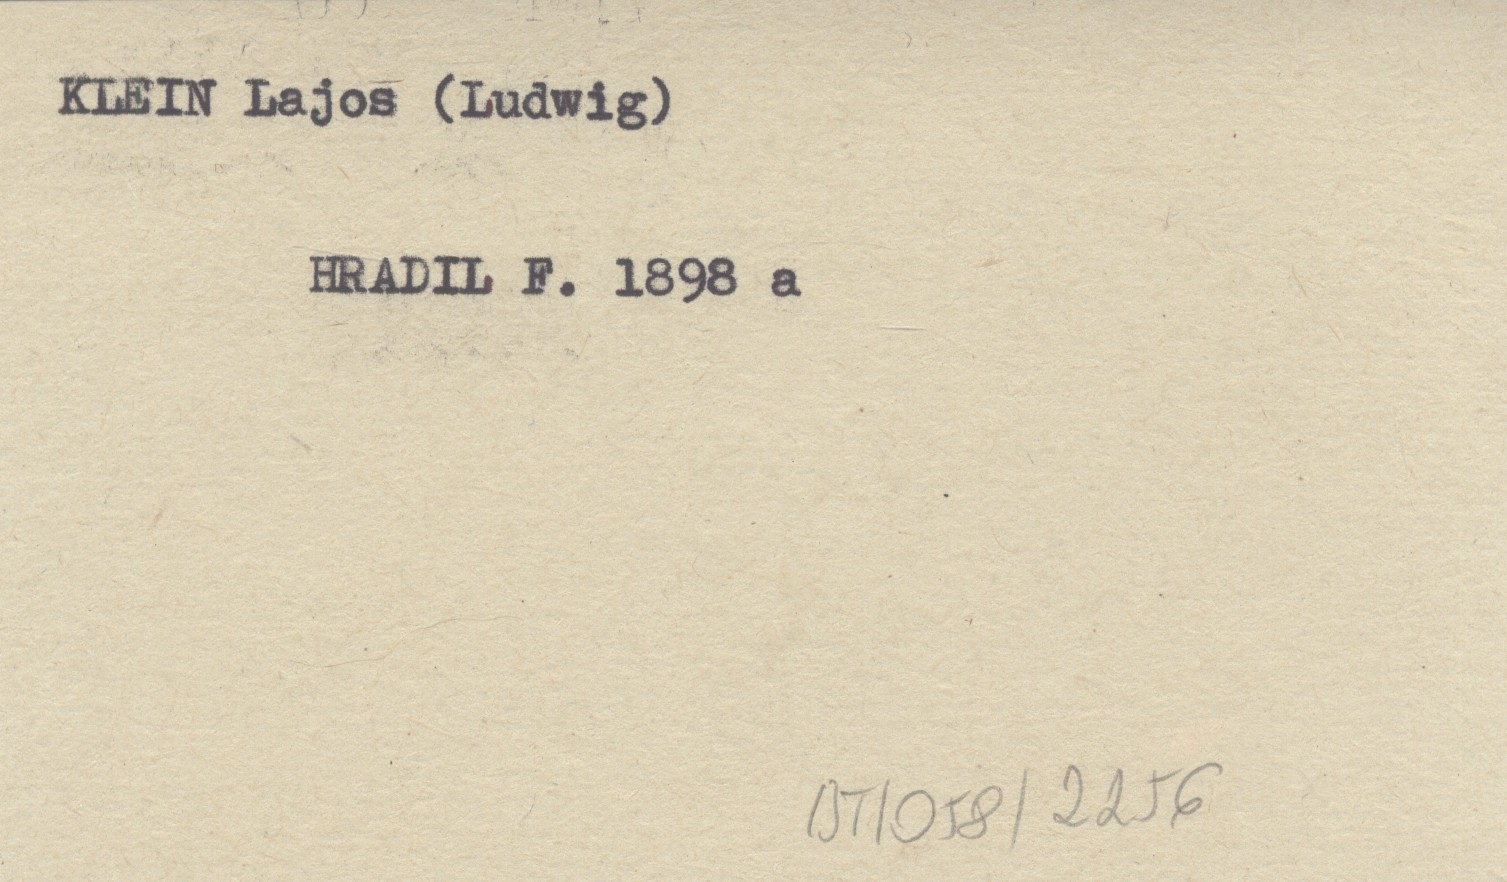 KLEIN Lajos (Ludwig)
HRADIL F. 1898 a
BT/058/2256